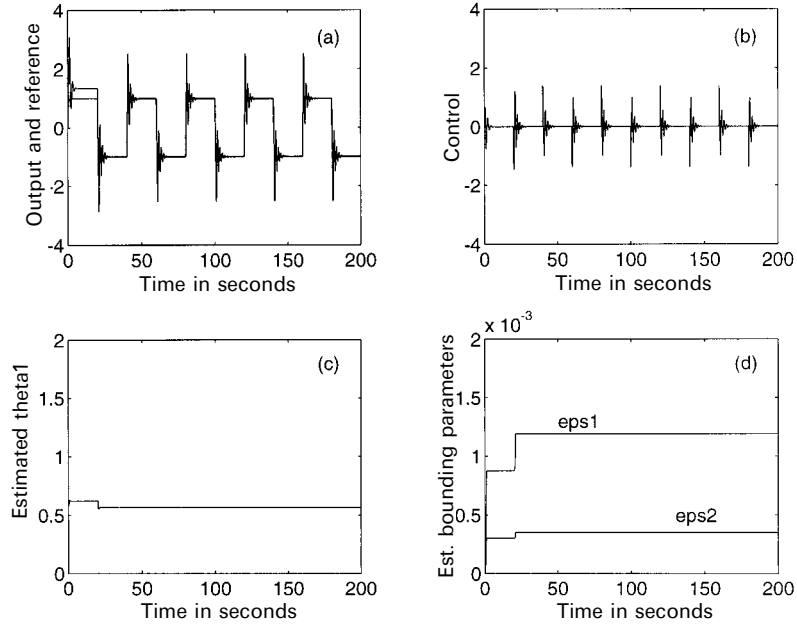 (a)
4
2
0
-2
-4
Output and reference
0 50 100 150 200
Time in seconds
(b)
4
2
0
-2
-4
Control
0 50 100 150 200
Time in seconds
(c)
2
1.5
1
0.5
0
Estimated theta1
0 50 100 150 200
Time in seconds
x 10-3
(d)
2
1.5
1
0.5
0
Est. bounding parameters
eps1
eps2
0 50 100 150 200
Time in seconds